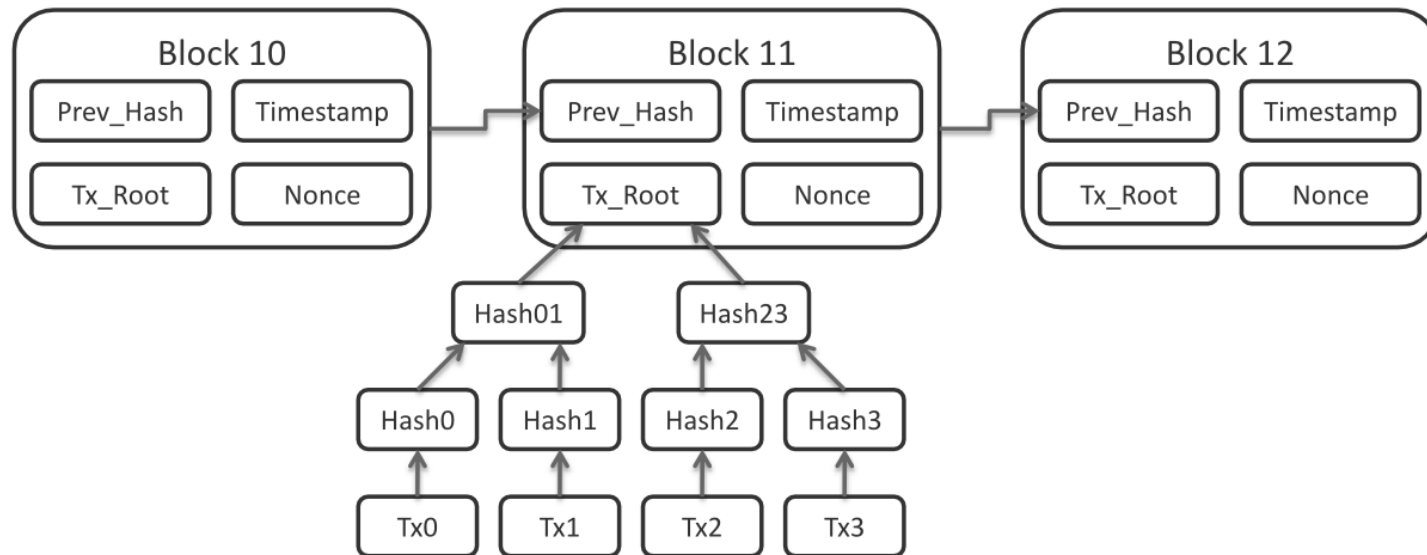 Block 10 Block 11 Block 12
Prev_Hash Timestamp Prev_Hash Timestamp Prev_Hash Timestamp
Tx_Root Nonce Tx_Root Nonce Tx_Root Nonce
Hash01 Hash23
Hash0 Hash1 Hash2 Hash3
Tx0 Tx1 Tx2 Tx3